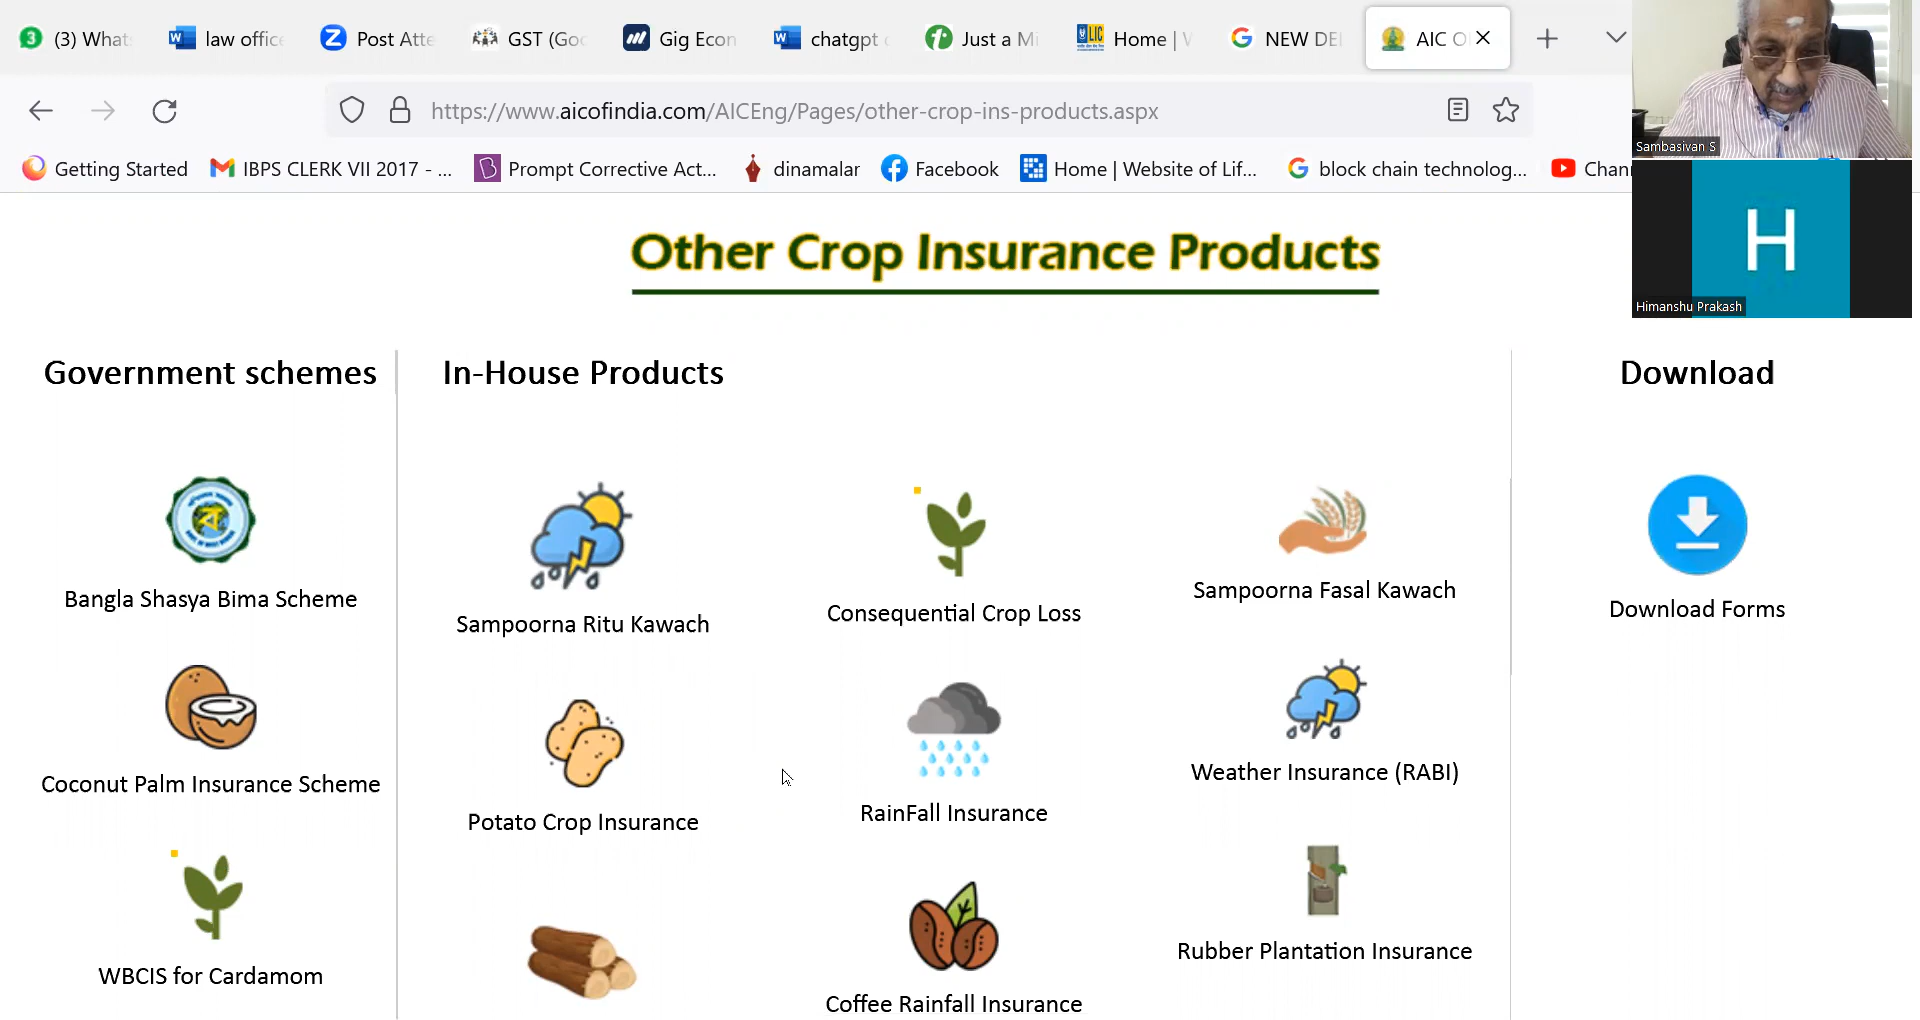 3 (3) What
law office
Z Post Atte
GST (Goo
Gig Econ
chatgpt
Just a Mi
LIC Home |
G NEW DE
AIC O
https://www.aicofindia.com/AICEng/Pages/other-crop-ins-products.aspx
Getting Started
IBPS CLERK VII 2017 - ...
Prompt Corrective Act...
dinamalar
Facebook
Home | Website of Lif...
block chain technolog...
Chan
Sambasivan S
H
Himanshu Prakash
Other Crop Insurance Products
Government schemes
In-House Products
Download
Bangla Shasya Bima Scheme
Coconut Palm Insurance Scheme
WBCIS for Cardamom
Sampoorna Ritu Kawach
Consequential Crop Loss
Sampoorna Fasal Kawach
Potato Crop Insurance
RainFall Insurance
Weather Insurance (RABI)
Coffee Rainfall Insurance
Rubber Plantation Insurance
Download Forms